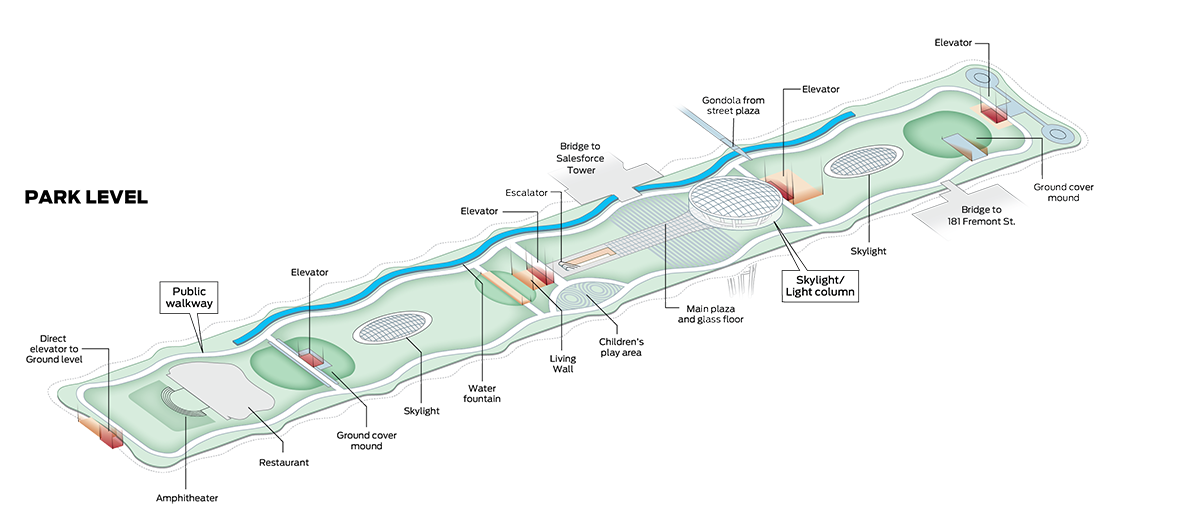 Elevator
Elevator
Gondola from
street plaza
Bridge to
Salesforce
Tower
Escalator
PARK LEVEL
Ground cover
mound
Elevator
Bridge to
181 Fremont St.
Skylight
Elevator
Skylight/
Light column
Public
walkway
Main plaza
and glass floor
Direct
elevator to
Ground level
Children's
play area
Living
Wall
Water
fountain
Skylight
Ground cover
mound
Restaurant
Amphitheater